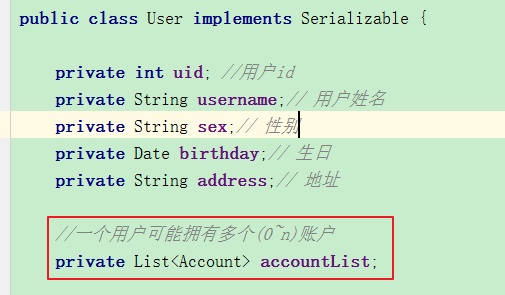 public class User implements Serializable {
private int uid; //用户id
private String username;// 用户姓名
private String sex;// 性别
private Date birthday;// 生日
private String address;// 地址
//一个用户可能拥有多个(0~n)账户
private List<Account> accountList;